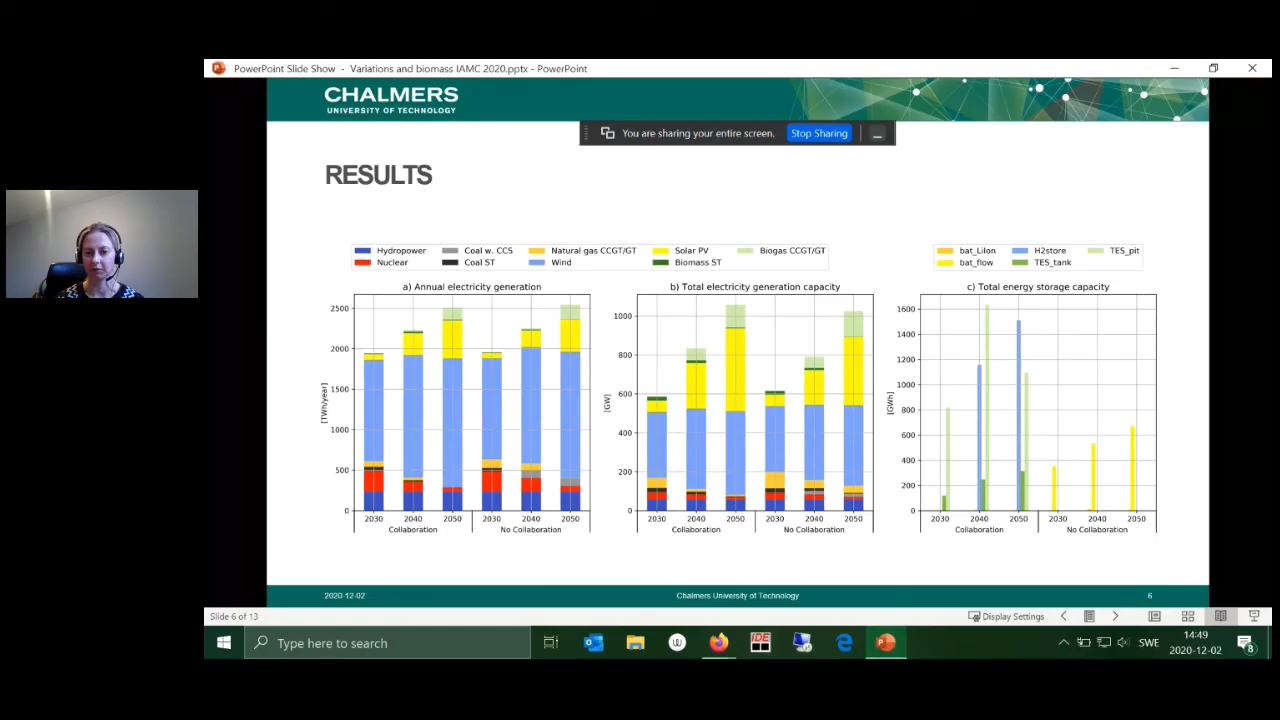 PowerPoint Slide Show - Variations and biomass IAMC 2020.pptx - PowerPoint
CHALMERS
UNIVERSITY OF TECHNOLOGY
You are sharing your entire screen. Stop Sharing
RESULTS
Hydropower Coal w. CCS Natural gas CCGT/GT Solar PV Biogas CCGT/GT
Nuclear Coal ST Wind Biomass ST
bat_LiIon H2store TES_pit
bat_flow TES_tank
a) Annual electricity generation
[TWh/year]
2500
2000
1500
1000
500
0
2030 2040 2050 2030 2040 2050
Collaboration No Collaboration
b) Total electricity generation capacity
[GW]
1000
800
600
400
200
0
2030 2040 2050 2030 2040 2050
Collaboration No Collaboration
c) Total energy storage capacity
[GWh]
1600
1400
1200
1000
800
600
400
200
0
2030 2040 2050 2030 2040 2050
Collaboration No Collaboration
2020-12-02 Chalmers University of Technology 6
Slide 6 of 13 Display Settings
Type here to search
IDE
SWE
14:49
2020-12-02
8